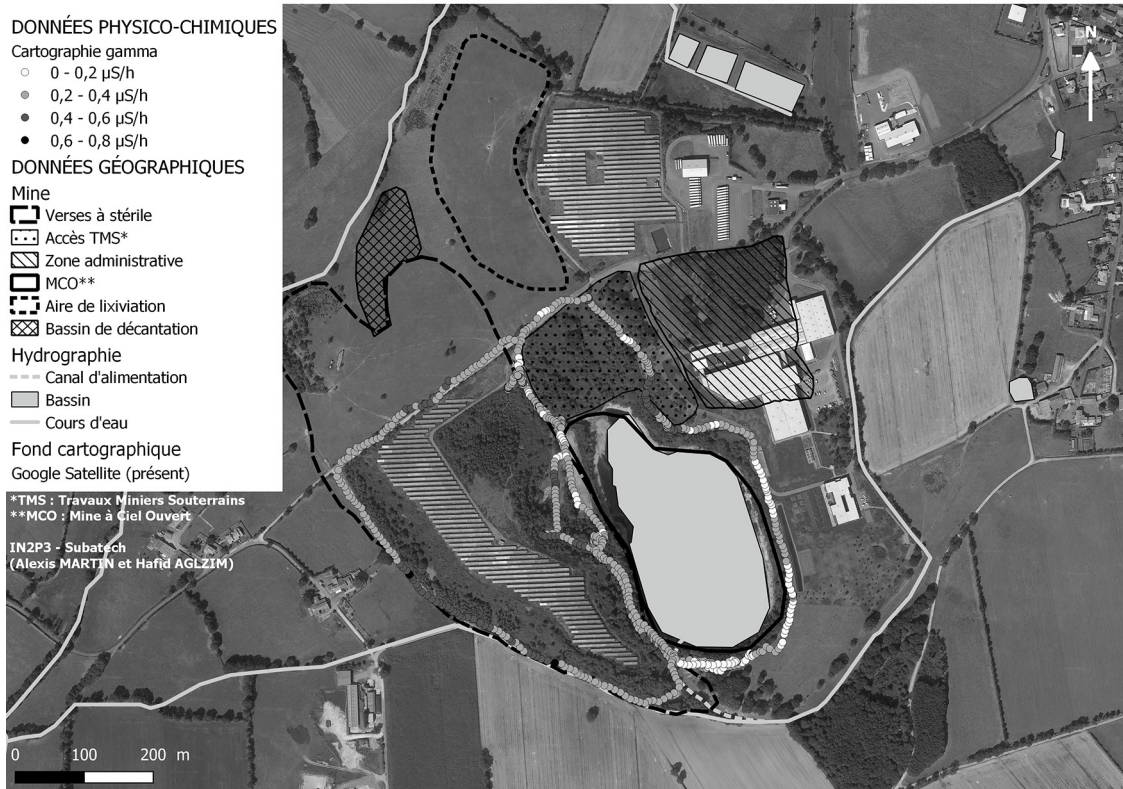 DONNÉES PHYSICO-CHIMIQUES
Cartographie gamma
0 - 0,2 µS/h
0,2 - 0,4 µS/h
0,4 - 0,6 µS/h
0,6 - 0,8 µS/h
DONNÉES GÉOGRAPHIQUES
Mine
Verses à stérile
Accès TMS*
Zone administrative
MCO**
Aire de lixiviation
Bassin de décantation
Hydrographie
Canal d'alimentation
Bassin
Cours d'eau
Fond cartographique
Google Satellite (présent)
*TMS : Travaux Miniers Souterrains
**MCO : Mine à Ciel Ouvert
IN2P3 - Subatech
(Alexis MARTIN et Hafid AGLZIM)
N
0 100 200 m